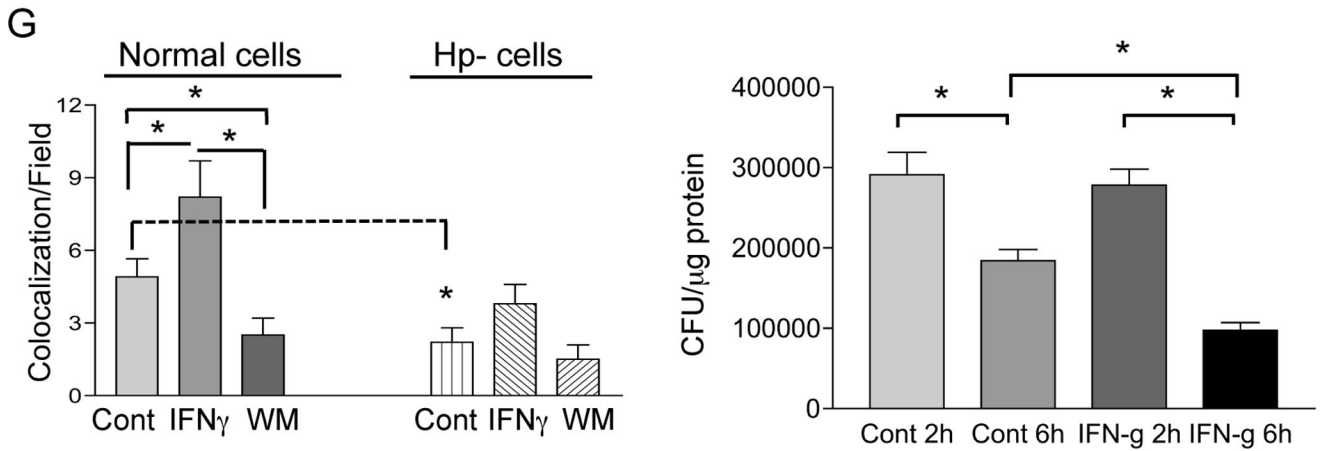 G
Normal cells
Hp- cells
*
*
*
*
Colocalization/Field
12
9
6
3
0
Cont IFNγ WM
Cont IFNγ WM
*
*
*
CFU/μg protein
400000
300000
200000
100000
0
Cont 2h Cont 6h IFN-g 2h IFN-g 6h